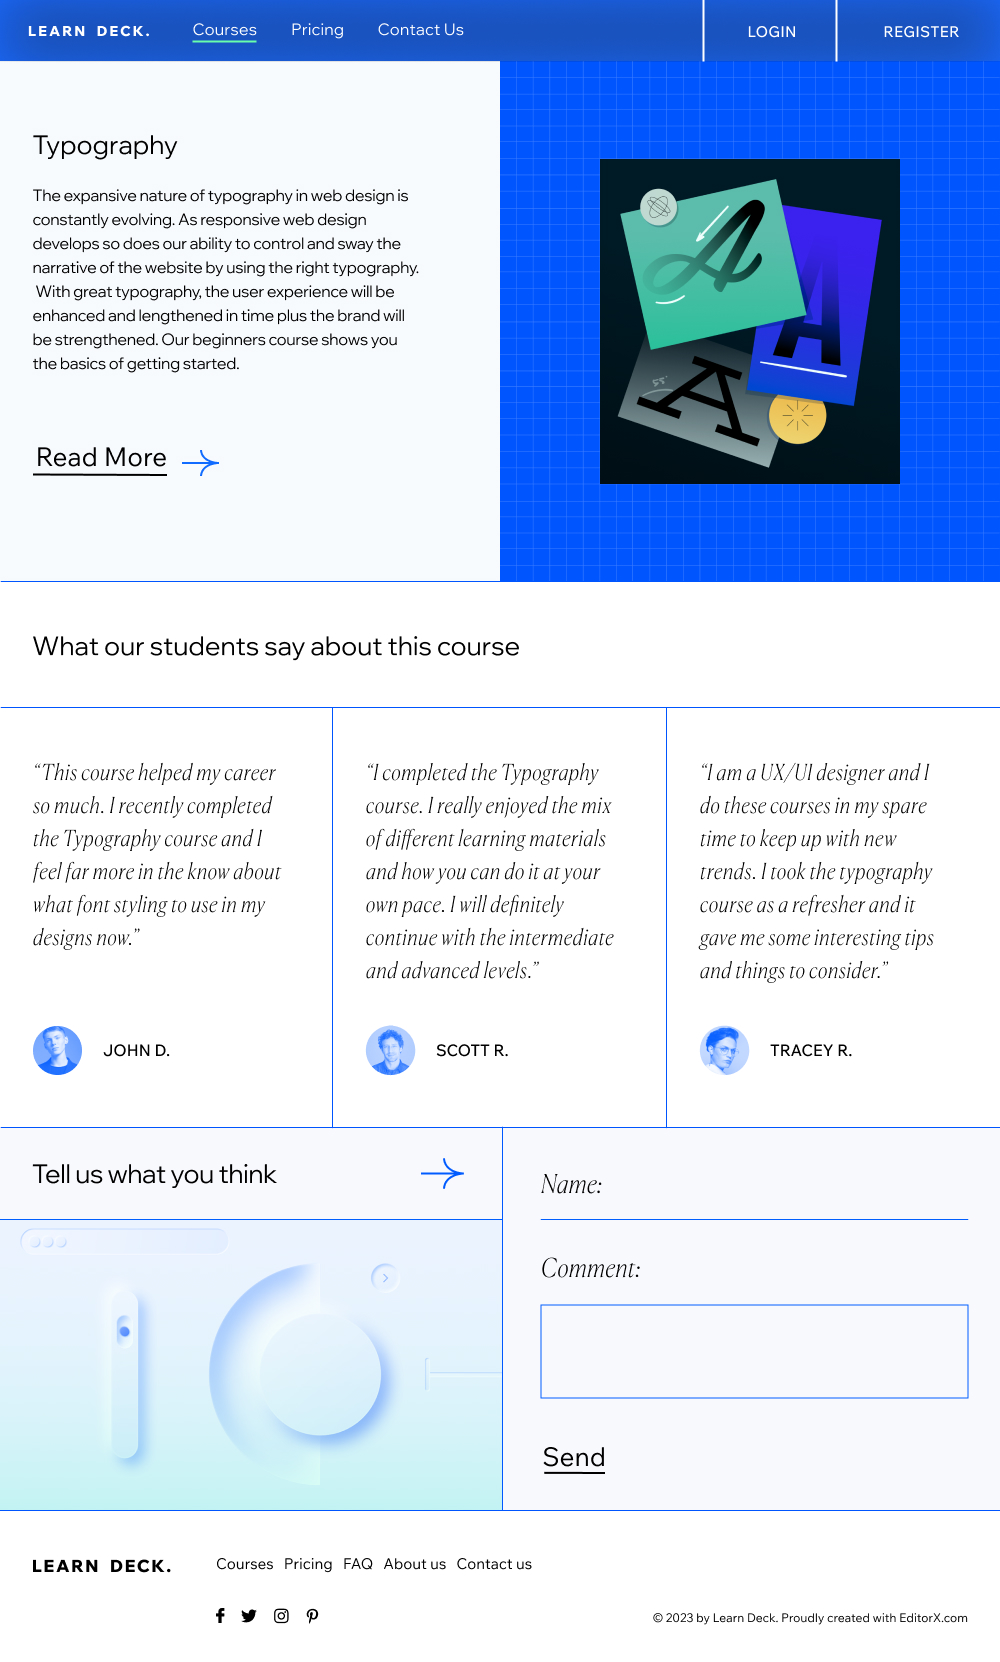 LEARN DECK.
Courses
Pricing
Contact Us
LOGIN
REGISTER
Typography
The expansive nature of typography in web design is
constantly evolving. As responsive web design
develops so does our ability to control and sway the
narrative of the website by using the right typography.
With great typography, the user experience will be
enhanced and lengthened in time plus the brand will
be strengthened. Our beginners course shows you
the basics of getting started.
Read More
A
A
A
55°
What our students say about this course
“This course helped my career
so much. I recently completed
the Typography course and I
feel far more in the know about
what font styling to use in my
designs now.”
JOHN D.
“I completed the Typography
course. I really enjoyed the mix
of different learning materials
and how you can do it at your
own pace. I will definitely
continue with the intermediate
and advanced levels.”
SCOTT R.
“I am a UX/UI designer and I
do these courses in my spare
time to keep up with new
trends. I took the typography
course as a refresher and it
gave me some interesting tips
and things to consider.”
TRACEY R.
Tell us what you think
Name:
Comment:
Send
LEARN DECK.
Courses Pricing FAQ About us Contact us
© 2023 by Learn Deck. Proudly created with EditorX.com